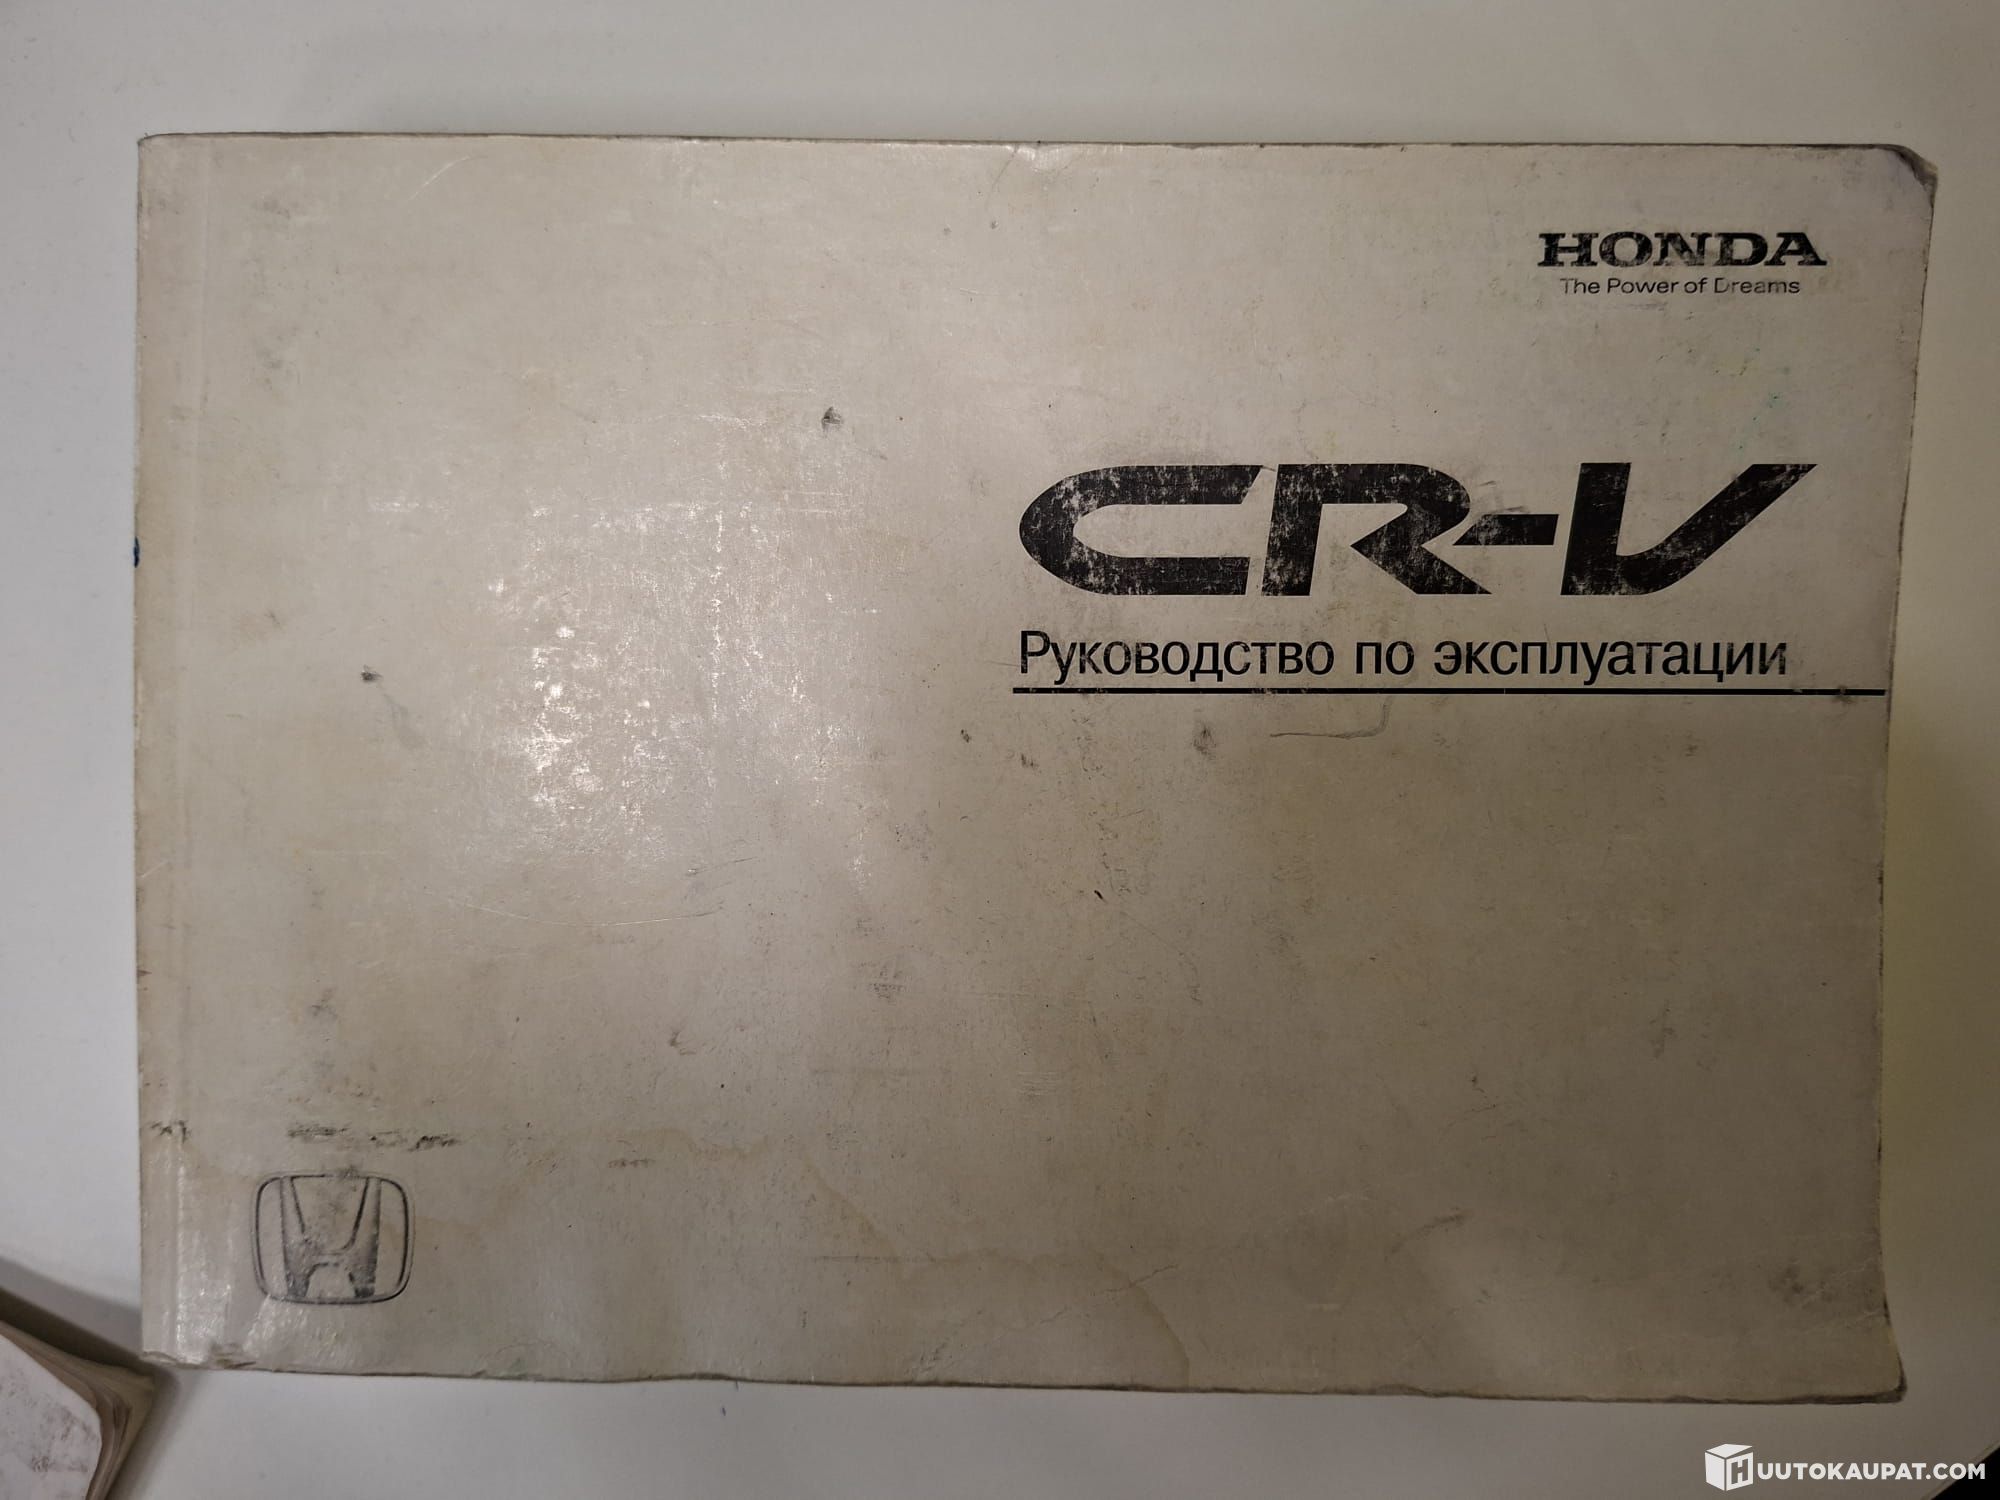 HONDA
The Power of Dreams
CR-V
Руководство по эксплуатации
HUUTOKAUPAT.COM